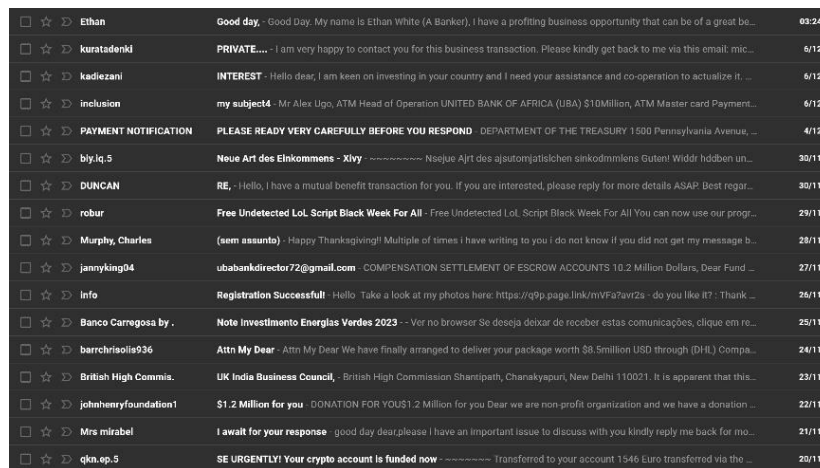 Ethan Good day, - Good Day. My name is Ethan White (A Banker), I have a profiting business opportunity that can be of a great be... 03:24
kuratadenki PRIVATE.... - I am very happy to contact you for this business transaction. Please kindly get back to me via this email: mic... 6/12
kadiezani INTEREST - Hello dear, I am keen on investing in your country and I need your assistance and co-operation to actualize it. ... 6/12
inclusion my subject4 - Mr Alex Ugo, ATM Head of Operation UNITED BANK OF AFRICA (UBA) $10Million, ATM Master card Payment... 6/12
PAYMENT NOTIFICATION PLEASE READY VERY CAREFULLY BEFORE YOU RESPOND - DEPARTMENT OF THE TREASURY 1500 Pennsylvania Avenue, ... 4/12
biy.iq.5 Neue Art des Einkommens - Xivy - ~~~~~~~~ Nsejue Ajrt des ajsutomjatislchen sinkodmmlens Guten! Widdr hddben un... 30/11
DUNCAN RE, - Hello, I have a mutual benefit transaction for you. If you are interested, please reply for more details ASAP. Best regar... 30/11
robur Free Undetected LoL Script Black Week For All - Free Undetected LoL Script Black Week For All You can now use our progr... 29/11
Murphy, Charles (sem assunto) - Happy Thanksgiving!! Multiple of times i have writing to you i do not know if you did not get my message b... 28/11
jannyking04 ubabankdirector72@gmail.com - COMPENSATION SETTLEMENT OF ESCROW ACCOUNTS 10.2 Million Dollars, Dear Fund ... 27/11
Info Registration Successful! - Hello Take a look at my photos here: https://q9p.page.link/mVFa?avr2s - do you like it? : Thank ... 26/11
Banco Carregosa by . Note Investimento Energias Verdes 2023 - - Ver no browser Se deseja deixar de receber estas comunicações, clique em re... 25/11
barrchrisolis936 Attn My Dear - Attn My Dear We have finally arranged to deliver your package worth $8.5million USD through (DHL) Compa... 24/11
British High Commis. UK India Business Council, - British High Commission Shantipath, Chanakyapuri, New Delhi 110021. It is apparent that this... 23/11
johnhenryfoundation1 $1.2 Million for you - DONATION FOR YOU$1.2 Million for you Dear we are non-profit organization and we have a donation ... 22/11
Mrs mirabel I await for your response - good day dear,please i have an important issue to discuss with you kindly reply me back for mo... 21/11
qkn.ep.5 SE URGENTLY! Your crypto account is funded now - ~~~~~~~ Transferred to your account 1546 Euro transferred via the ... 20/11